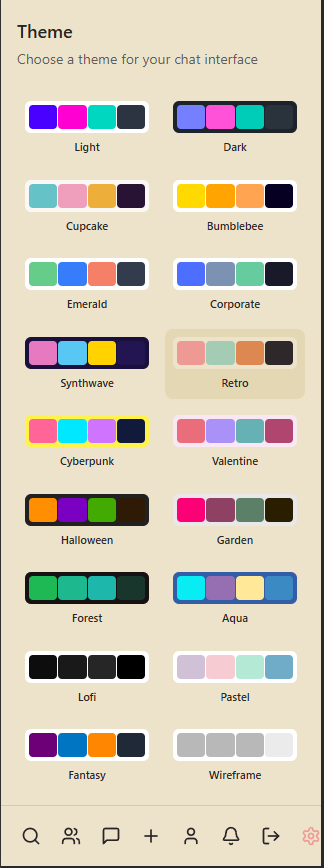 Theme
Choose a theme for your chat interface
Light
Dark
Cupcake
Bumblebee
Emerald
Corporate
Synthwave
Retro
Cyberpunk
Valentine
Halloween
Garden
Forest
Aqua
Lofi
Pastel
Fantasy
Wireframe